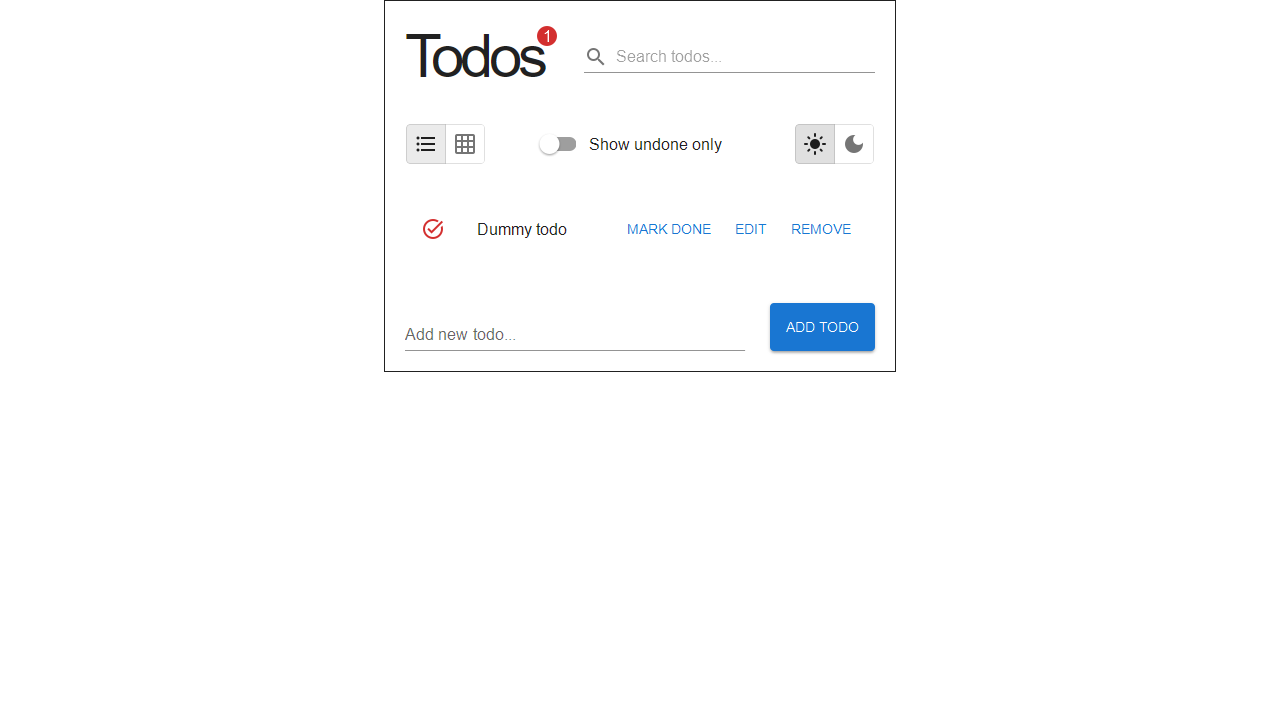 Todos 1
Search todos...
Show undone only
Dummy todo MARK DONE EDIT REMOVE
Add new todo... ADD TODO